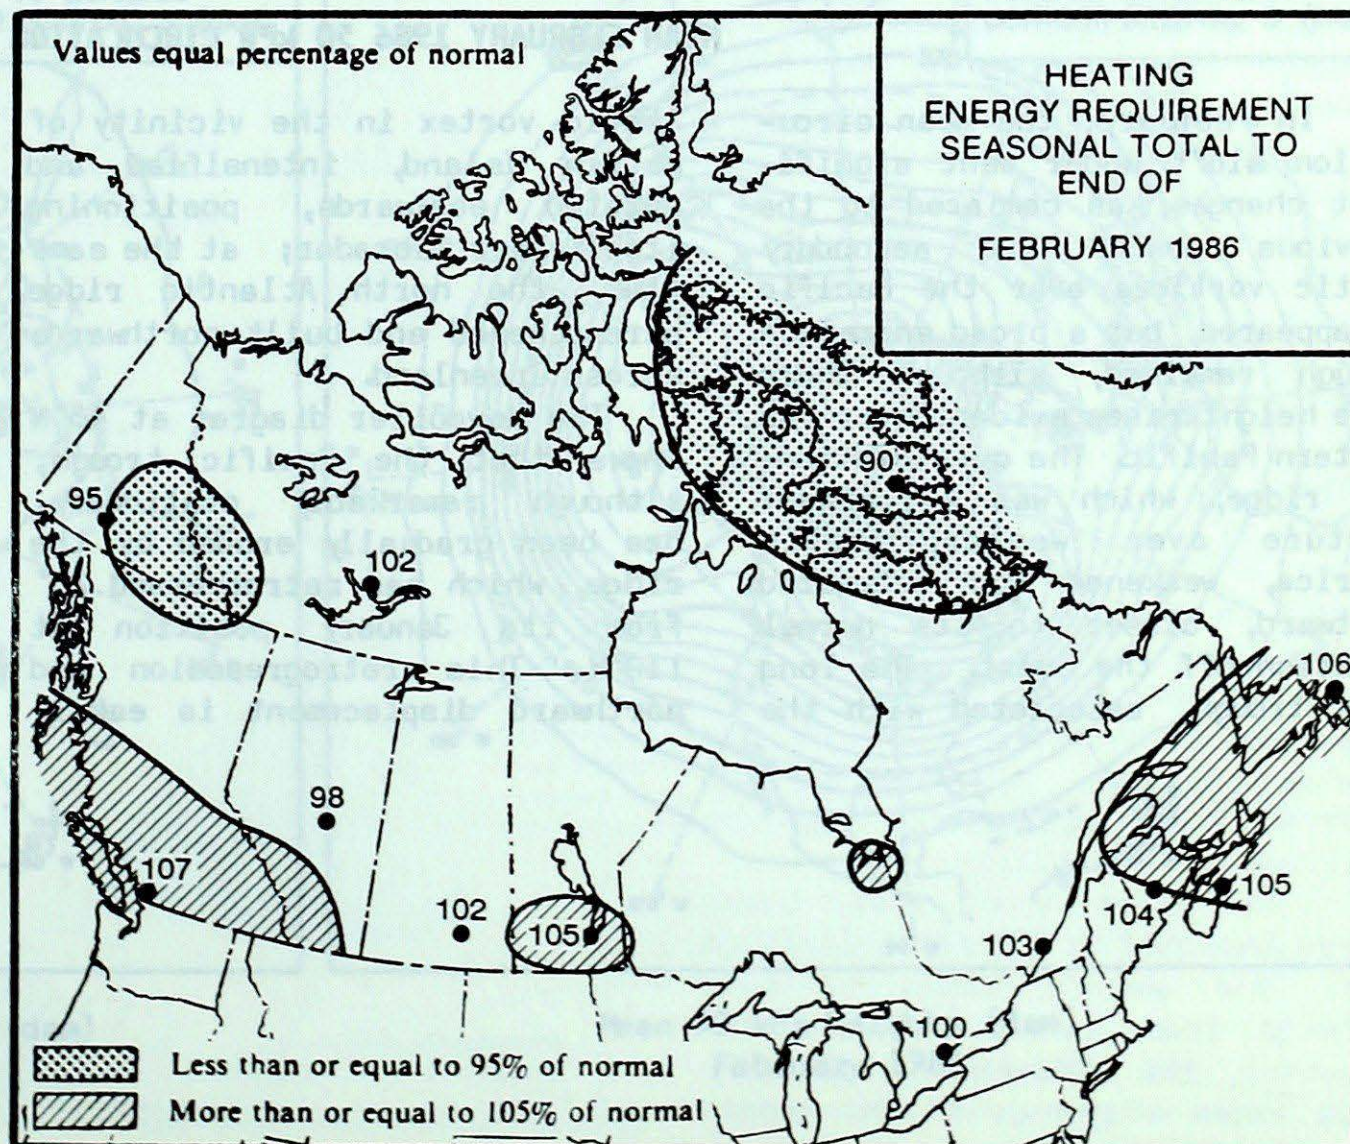 Values equal percentage of normal
HEATING
ENERGY REQUIREMENT
SEASONAL TOTAL TO
END OF
FEBRUARY 1986
95
90
102
106
98
107
102
105
105
104
103
100
Less than or equal to 95% of normal
More than or equal to 105% of normal